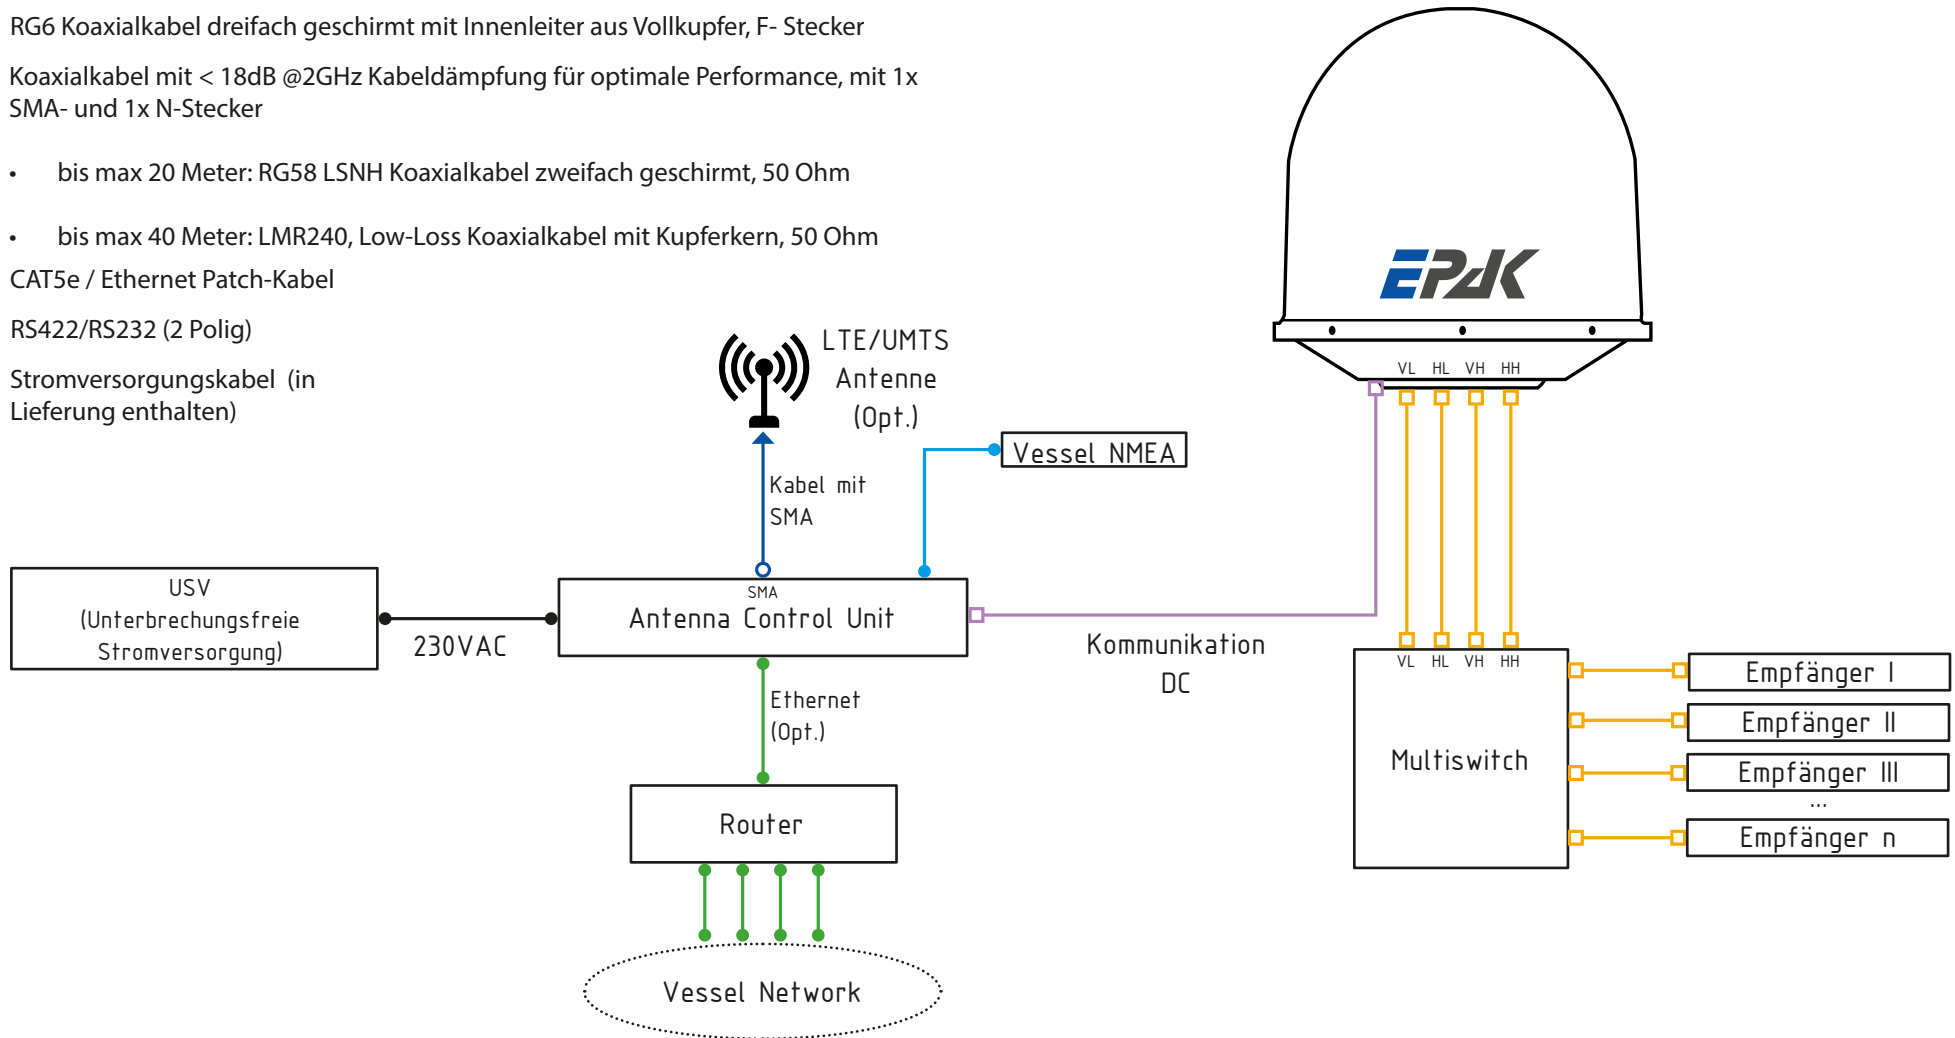 RG6 Koaxialkabel dreifach geschirmt mit Innenleiter aus Vollkupfer, F- Stecker
Koaxialkabel mit < 18dB @2GHz Kabeldämpfung für optimale Performance, mit 1x
SMA- und 1x N-Stecker
• bis max 20 Meter: RG58 LSNH Koaxialkabel zweifach geschirmt, 50 Ohm
• bis max 40 Meter: LMR240, Low-Loss Koaxialkabel mit Kupferkern, 50 Ohm
CAT5e / Ethernet Patch-Kabel
RS422/RS232 (2 Polig)
Stromversorgungskabel (in
Lieferung enthalten)
EPAK
LTE/UMTS
Antenne
(Opt.)
VL HL VH HH
Vessel NMEA
Kabel mit
SMA
USV
(Unterbrechungsfreie
Stromversorgung)
230VAC
SMA
Antenna Control Unit
Kommunikation
DC
Ethernet
(Opt.)
Router
Vessel Network
VL HL VH HH
Multiswitch
Empfänger I
Empfänger II
Empfänger III
...
Empfänger n